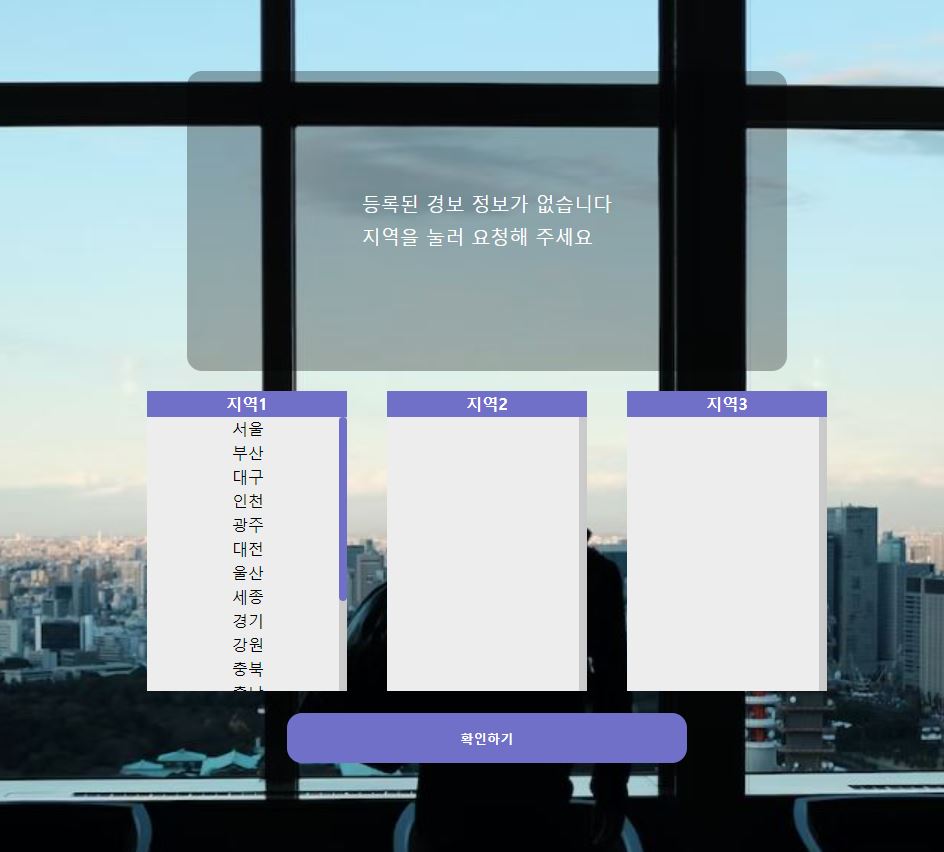 등록된 경보 정보가 없습니다
지역을 눌러 요청해 주세요
지역1
지역2
지역3
서울
부산
대구
인천
광주
대전
울산
세종
경기
강원
충북
확인하기